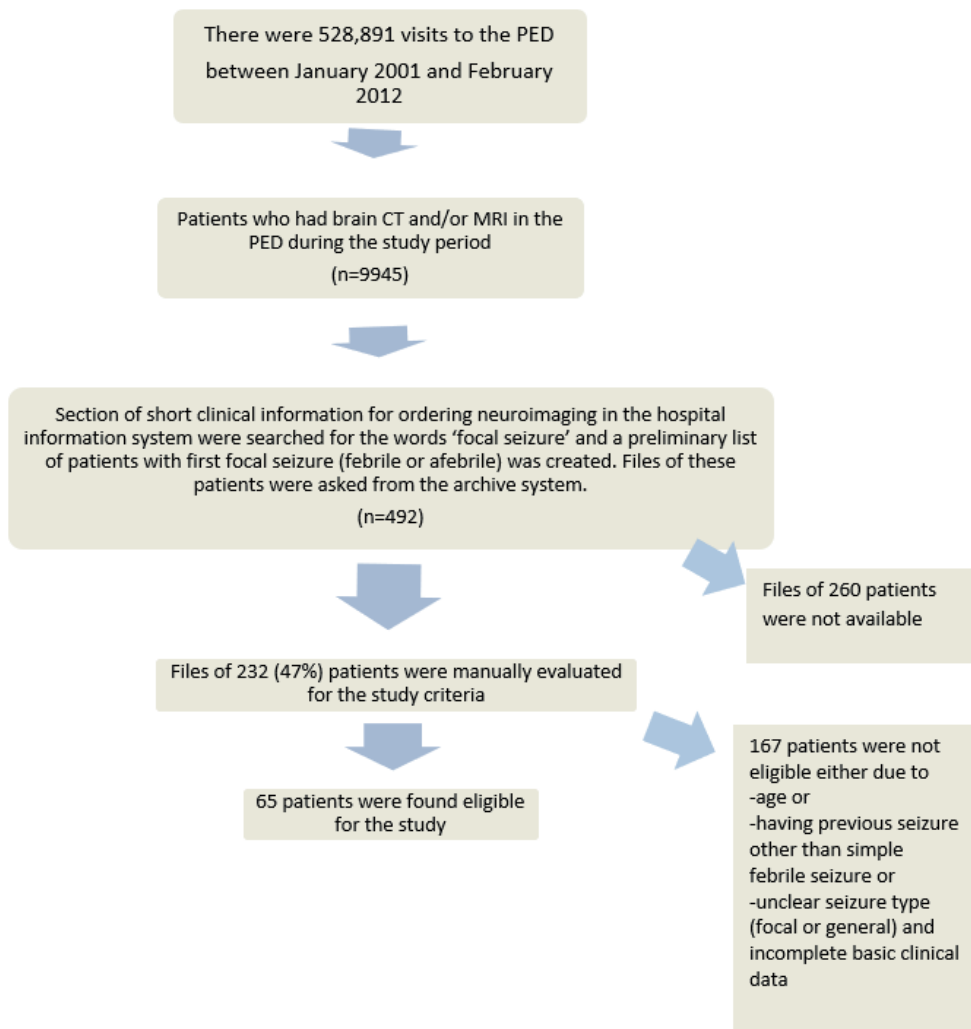 There were 528,891 visits to the PED
between January 2001 and February
2012
Patients who had brain CT and/or MRI in the
PED during the study period
(n=9945)
Section of short clinical information for ordering neuroimaging in the hospital
information system were searched for the words ‘focal seizure’ and a preliminary list
of patients with first focal seizure (febrile or afebrile) was created. Files of these
patients were asked from the archive system.
(n=492)
Files of 260 patients
were not available
Files of 232 (47%) patients were manually evaluated
for the study criteria
167 patients were not
eligible either due to
-age or
-having previous seizure
other than simple
febrile seizure or
-unclear seizure type
(focal or general) and
incomplete basic clinical
data
65 patients were found eligible
for the study